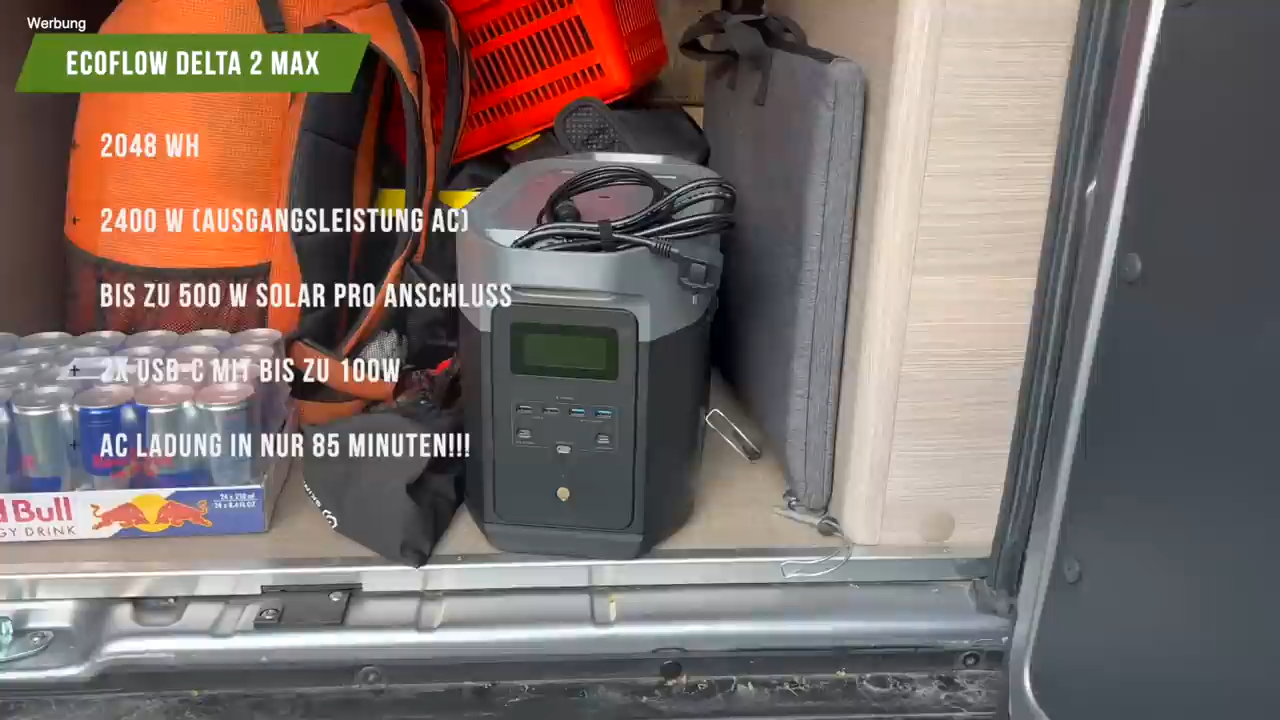 Werbung
ECOFLOW DELTA 2 MAX
+ 2048 WH
+ 2400 W (AUSGANGSLEISTUNG AC)
BIS ZU 500 W SOLAR PRO ANSCHLUSS
+ 2X USB-C MIT BIS ZU 100W
+ AC LADUNG IN NUR 85 MINUTEN!!!
d Bull
GY DRINK